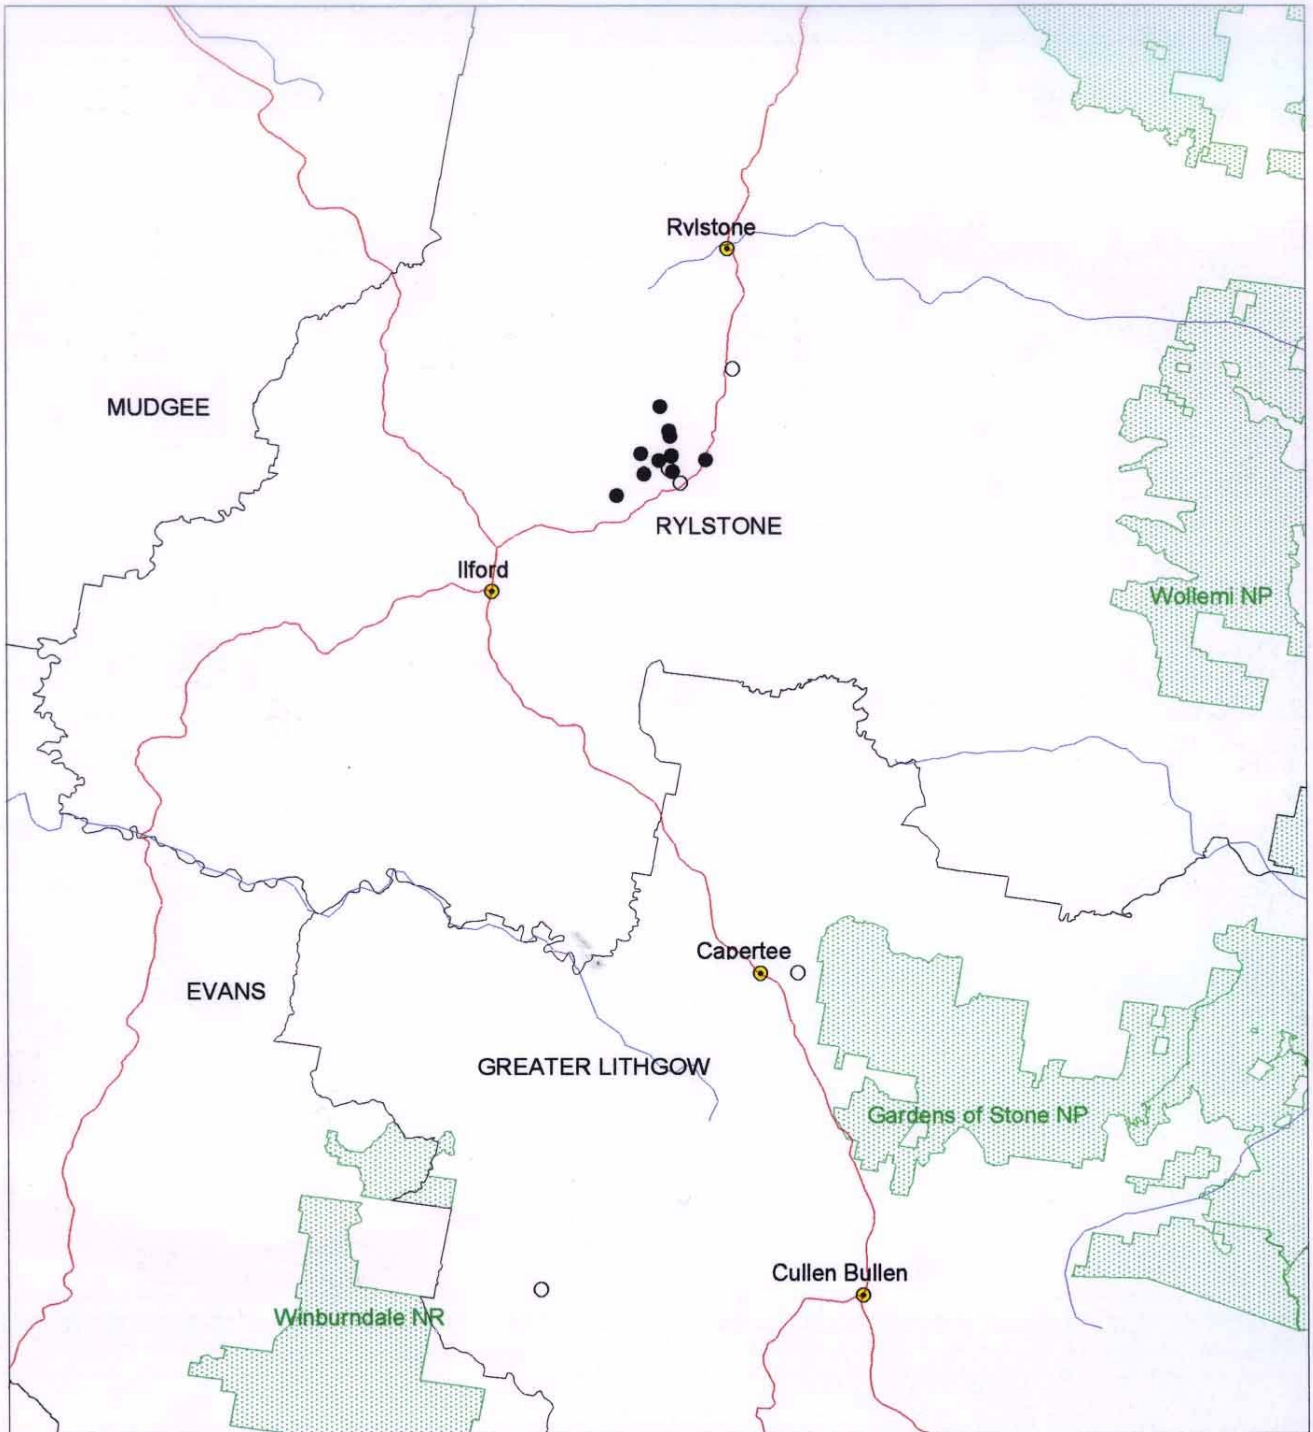 Rylstone
MUDGEE
RYLSTONE
Ilford
Wollemi NP
Capertee
EVANS
GREATER LITHGOW
Gardens of Stone NP
Cullen Bullen
Winburndale NR